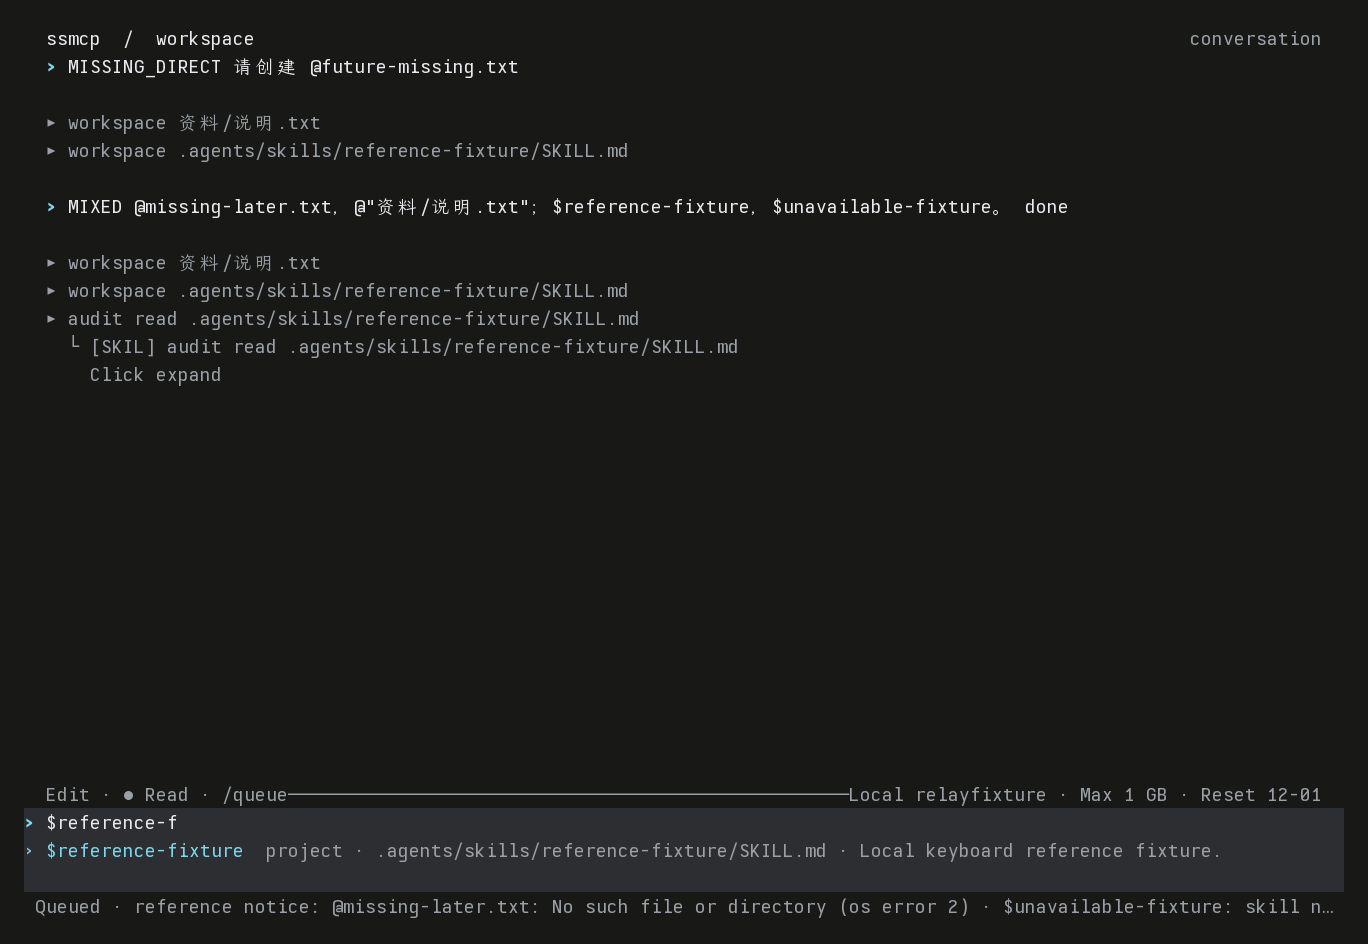 ssmcp / workspace conversation
› MISSING_DIRECT 请创建 @future-missing.txt
▸ workspace 资料/说明.txt
▸ workspace .agents/skills/reference-fixture/SKILL.md
› MIXED @missing-later.txt, @"资料/说明.txt"; $reference-fixture, $unavailable-fixture。 done
▸ workspace 资料/说明.txt
▸ workspace .agents/skills/reference-fixture/SKILL.md
▸ audit read .agents/skills/reference-fixture/SKILL.md
└ [SKIL] audit read .agents/skills/reference-fixture/SKILL.md
Click expand
Edit · ● Read · /queue Local relayfixture · Max 1 GB · Reset 12-01
› $reference-f
› $reference-fixture project · .agents/skills/reference-fixture/SKILL.md · Local keyboard reference fixture.
Queued · reference notice: @missing-later.txt: No such file or directory (os error 2) · $unavailable-fixture: skill n…